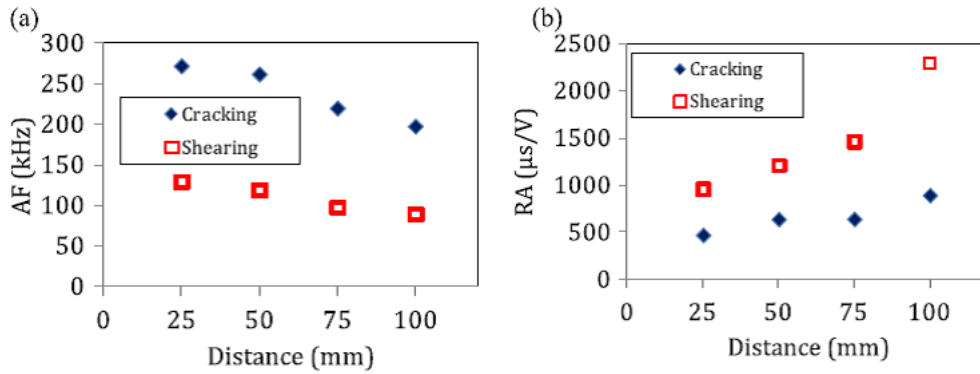 (a)
300
250
200
150
100
50
0
AF (kHz)
Cracking
Shearing
0 25 50 75 100
Distance (mm)
(b)
2500
2000
1500
1000
500
0
RA (μs/V)
Cracking
Shearing
0 25 50 75 100
Distance (mm)